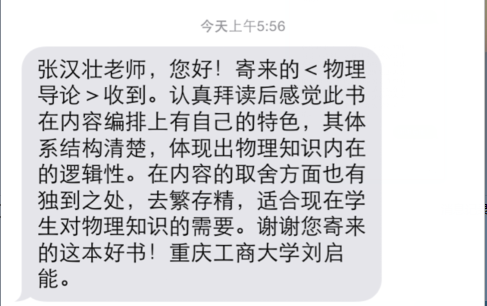 今天上午5:56
张汉壮老师，您好！寄来的＜物理
导论＞收到。认真拜读后感觉此书
在内容编排上有自己的特色，其体
系结构清楚，体现出物理知识内在
的逻辑性。在内容的取舍方面也有
独到之处，去繁存精，适合现在学
生对物理知识的需要。谢谢您寄来
的这本好书！重庆工商大学刘启
能。